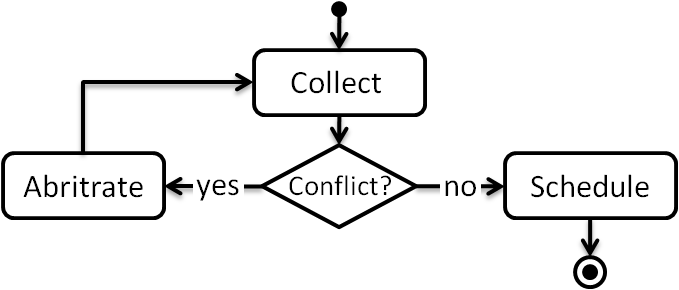 Collect
Abritrate
yes
Conflict?
no
Schedule